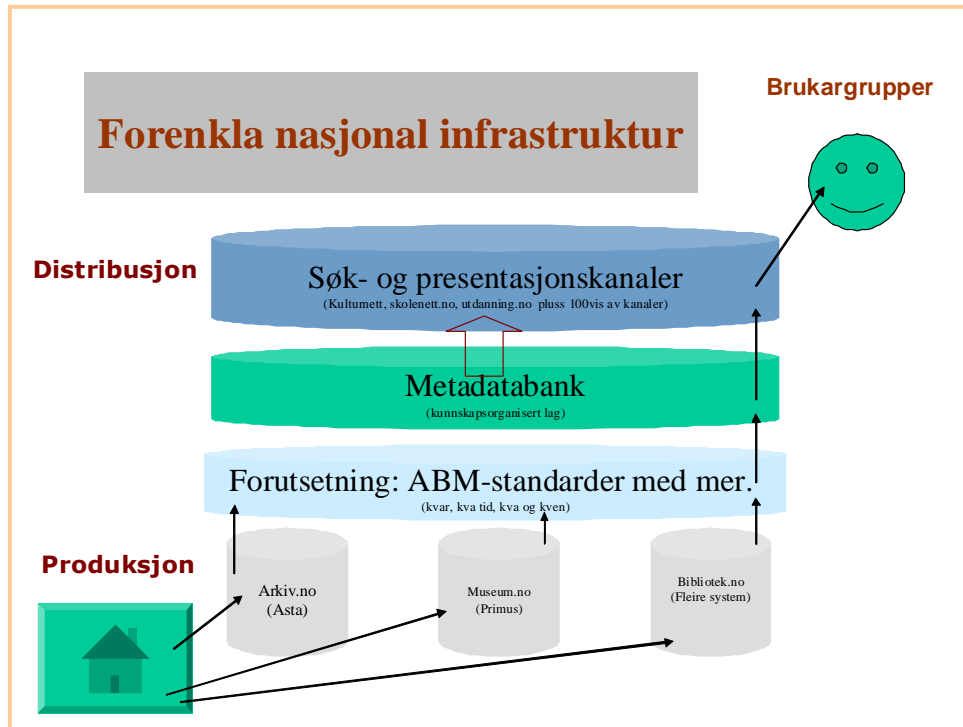 Forenkla nasjonal infrastruktur
Brukargrupper
Distribusjon
Søk- og presentasjonskanaler
(Kulturnett, skolenett.no, utdanning.no pluss 100vis av kanaler)
Metadatabank
(kunnskapsorganisert lag)
Forutsetning: ABM-standarder med mer.
(kvar, kva tid, kva og kven)
Produksjon
Arkiv.no
(Asta)
Museum.no
(Primus)
Bibliotek.no
(Fleire system)